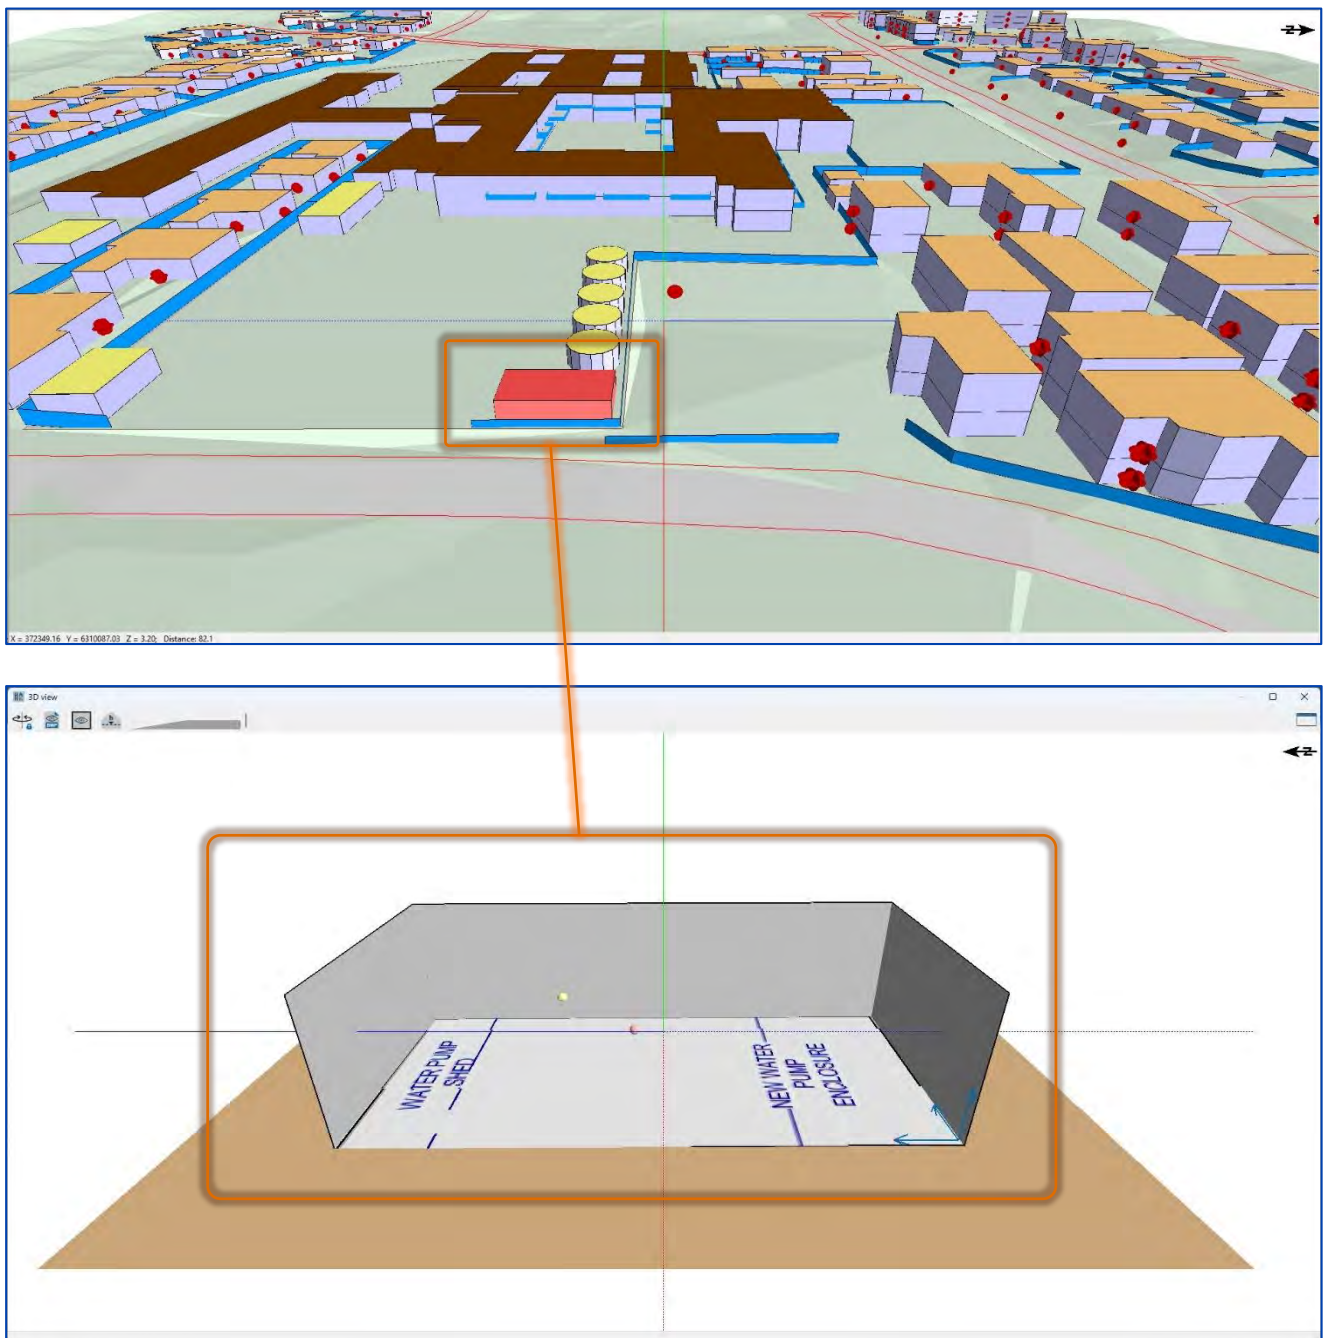 Z
X = 372349.16 Y = 6310087.03 Z = 3.20; Distance: 82.1
3D view
Z
WATER PUMP
SHED
NEW WATER
PUMP
ENCLOSURE